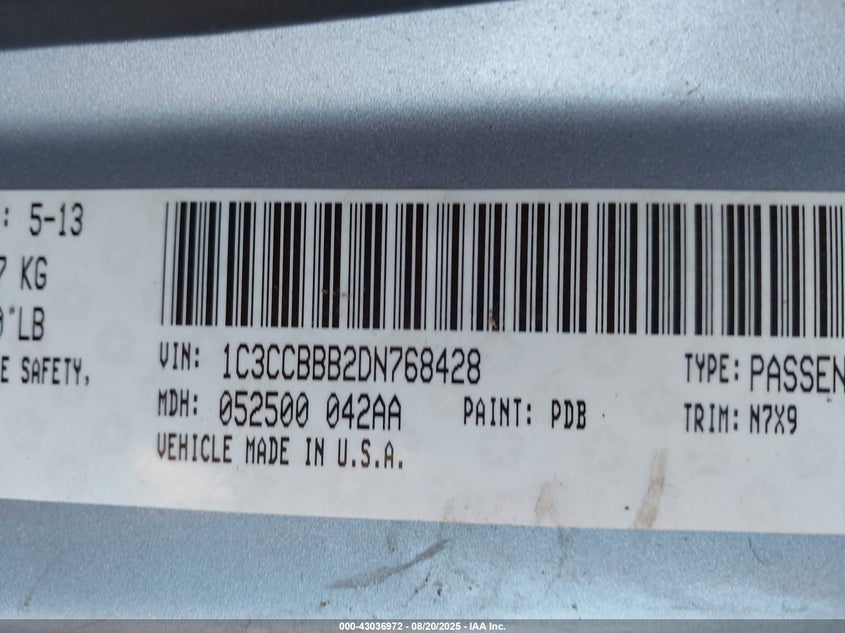 : 5-13
7 KG
LB
E SAFETY,
VIN: 1C3CCBBB2DN768428
TYPE: PASSEN
MDH: 052500 042AA PAINT: PDB
TRIM: N7X9
VEHICLE MADE IN U.S.A.
000-43036972 - 08/20/2025 - IAA Inc.